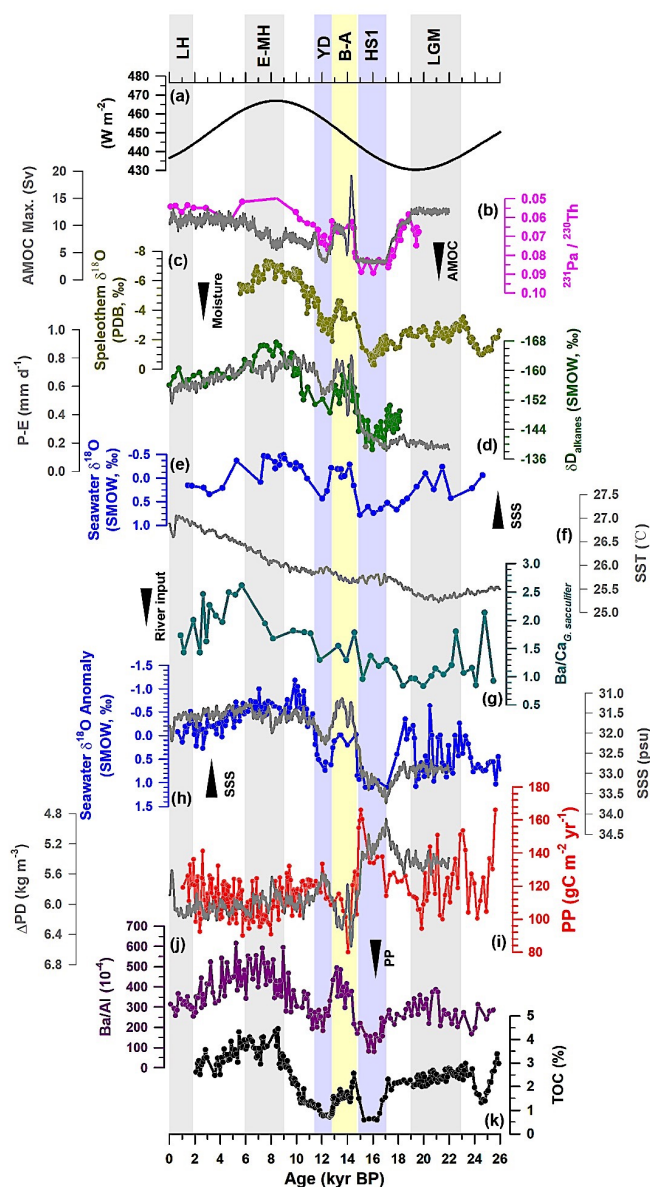 LH E-MH YD B-A HS1 LGM
480
470
460
450
440
430
(W m-2)
(a)
20
15
10
5
0
AMOC Max. (Sv)
(b)
0.05
0.06
0.07
0.08
0.09
0.10
231Pa / 230Th
AMOC
(c)
-8
-6
-4
-2
0
Speleothem δ18O
(PDB, ‰)
Moisture
1.0
0.8
0.6
0.4
0.2
0.0
P-E (mm d-1)
-168
-160
-152
-144
-136
δDalkanes (SMOW, ‰)
(d)
(e)
-0.5
0.0
0.5
1.0
Seawater δ18O
(SMOW, ‰)
SSS
(f)
27.5
27.0
26.5
26.0
25.5
25.0
SST (℃)
River input
3.0
2.5
2.0
1.5
1.0
0.5
Ba/CaG. sacculifer
(g)
-1.5
-1.0
-0.5
0.0
0.5
1.0
1.5
Seawater δ18O Anomaly
(SMOW, ‰)
SSS
(h)
31.0
31.5
32.0
32.5
33.0
33.5
34.0
34.5
SSS (psu)
4.8
5.2
5.6
6.0
6.4
6.8
ΔPD (kg m-3)
180
160
140
120
100
80
PP (gC m-2 yr-1)
(i)
PP
(j)
700
600
500
400
300
200
100
0
Ba/Al (10-4)
5
4
3
2
1
0
TOC (%)
(k)
0 2 4 6 8 10 12 14 16 18 20 22 24 26
Age (kyr BP)